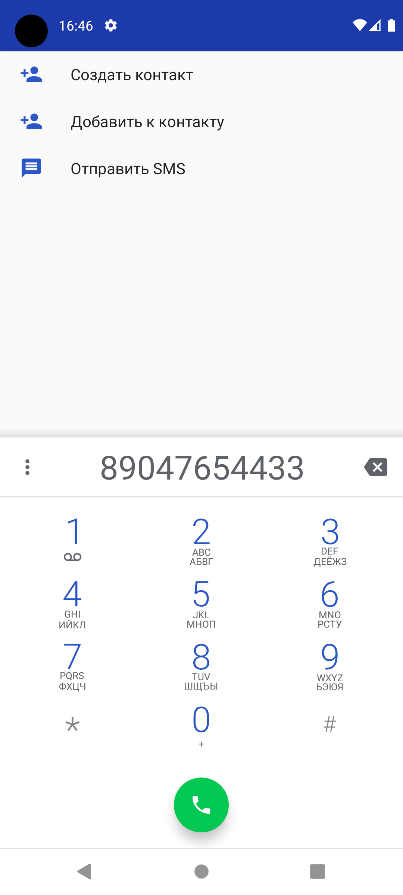 16:46
Создать контакт
Добавить к контакту
Отправить SMS
89047654433
1 2 3
ABC DEF
АБВГ ДЕЁЖЗ
4 5 6
GHI JKL MNO
ИЙКЛ МНОП РСТУ
7 8 9
PQRS TUV WXYZ
ФХЦЧ ШЩЪЫ ЬЭЮЯ
* 0 #
+